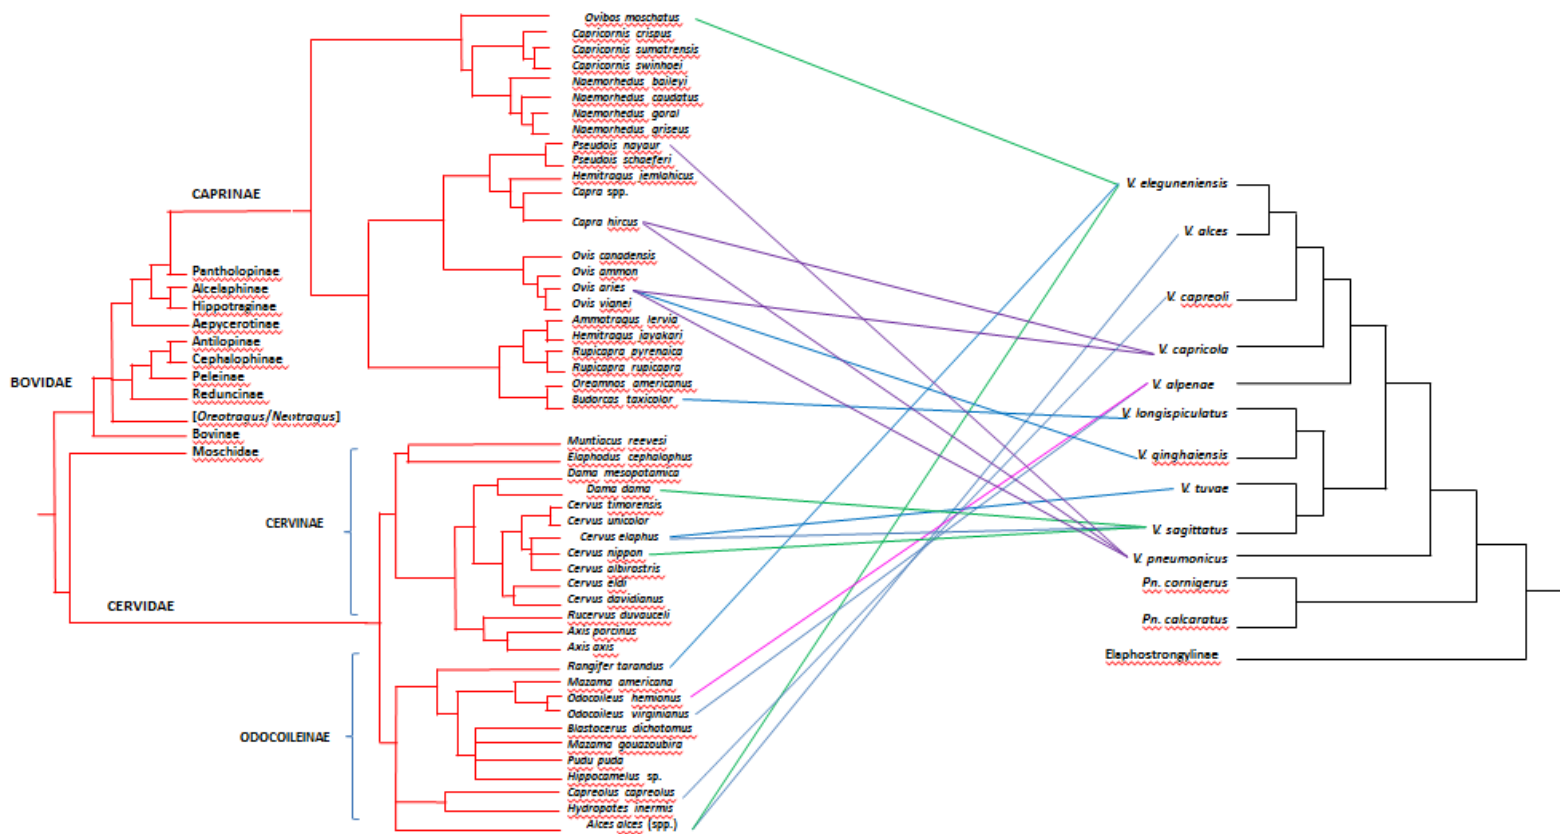 Ovibos moschatus
Capricornis crispus
Capricornis sumatrensis
Capricornis swinhoei
Naemorhedus baileyi
Naemorhedus caudatus
Naemorhedus goral
Naemorhedus griseus
Pseudois nayaur
Pseudois schaeferi
Hemitragus jemlahicus
Capra spp.
Capra hircus
Ovis canadensis
Ovis ammon
Ovis aries
Ovis vignei
Ammotragus lervia
Hemitragus jayakari
Rupicapra pyrenaica
Rupicapra rupicapra
Oreamnos americanus
Budorcas taxicolor
CAPRINAE
Pantholopinae
Alcelaphinae
Hippotraginae
Aepycerotinae
Antilopinae
Cephalophinae
Peleinae
Reduncinae
[Oreotragus/Neotragus]
Bovinae
Moschidae
BOVIDAE
CERVINAE
CERVIDAE
ODOCOILEINAE
Muntiacus reevesi
Elaphodus cephalophus
Dama mesopotamica
Dama dama
Cervus timorensis
Cervus unicolor
Cervus elaphus
Cervus nippon
Cervus albirostris
Cervus eldi
Cervus davidianus
Rucervus duvauceli
Axis porcinus
Axis axis
Rangifer tarandus
Mazama americana
Odocoileus hemionus
Odocoileus virginianus
Blastocerus dichotomus
Mazama gouazoubira
Pudu puda
Hippocamelus sp.
Capreolus capreolus
Hydropotes inermis
Alces alces (spp.)
V. eleguneniensis
V. alces
V. capreoli
V. capricola
V. alpenae
V. longispiculatus
V. qinghaiensis
V. tuvae
V. sagittatus
V. pneumonicus
Pn. cornigerus
Pn. calcaratus
Elaphostrongylinae